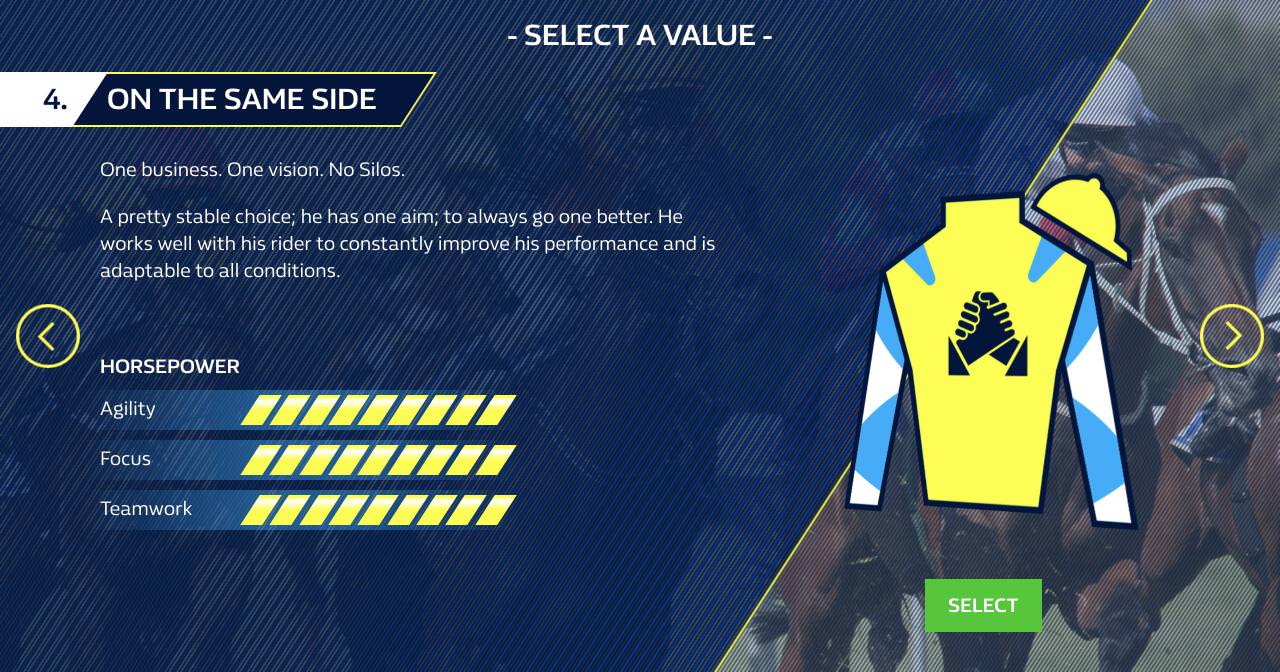 - SELECT A VALUE -
4. ON THE SAME SIDE
One business. One vision. No Silos.
A pretty stable choice; he has one aim; to always go one better. He
works well with his rider to constantly improve his performance and is
adaptable to all conditions.
HORSEPOWER
Agility
Focus
Teamwork
SELECT